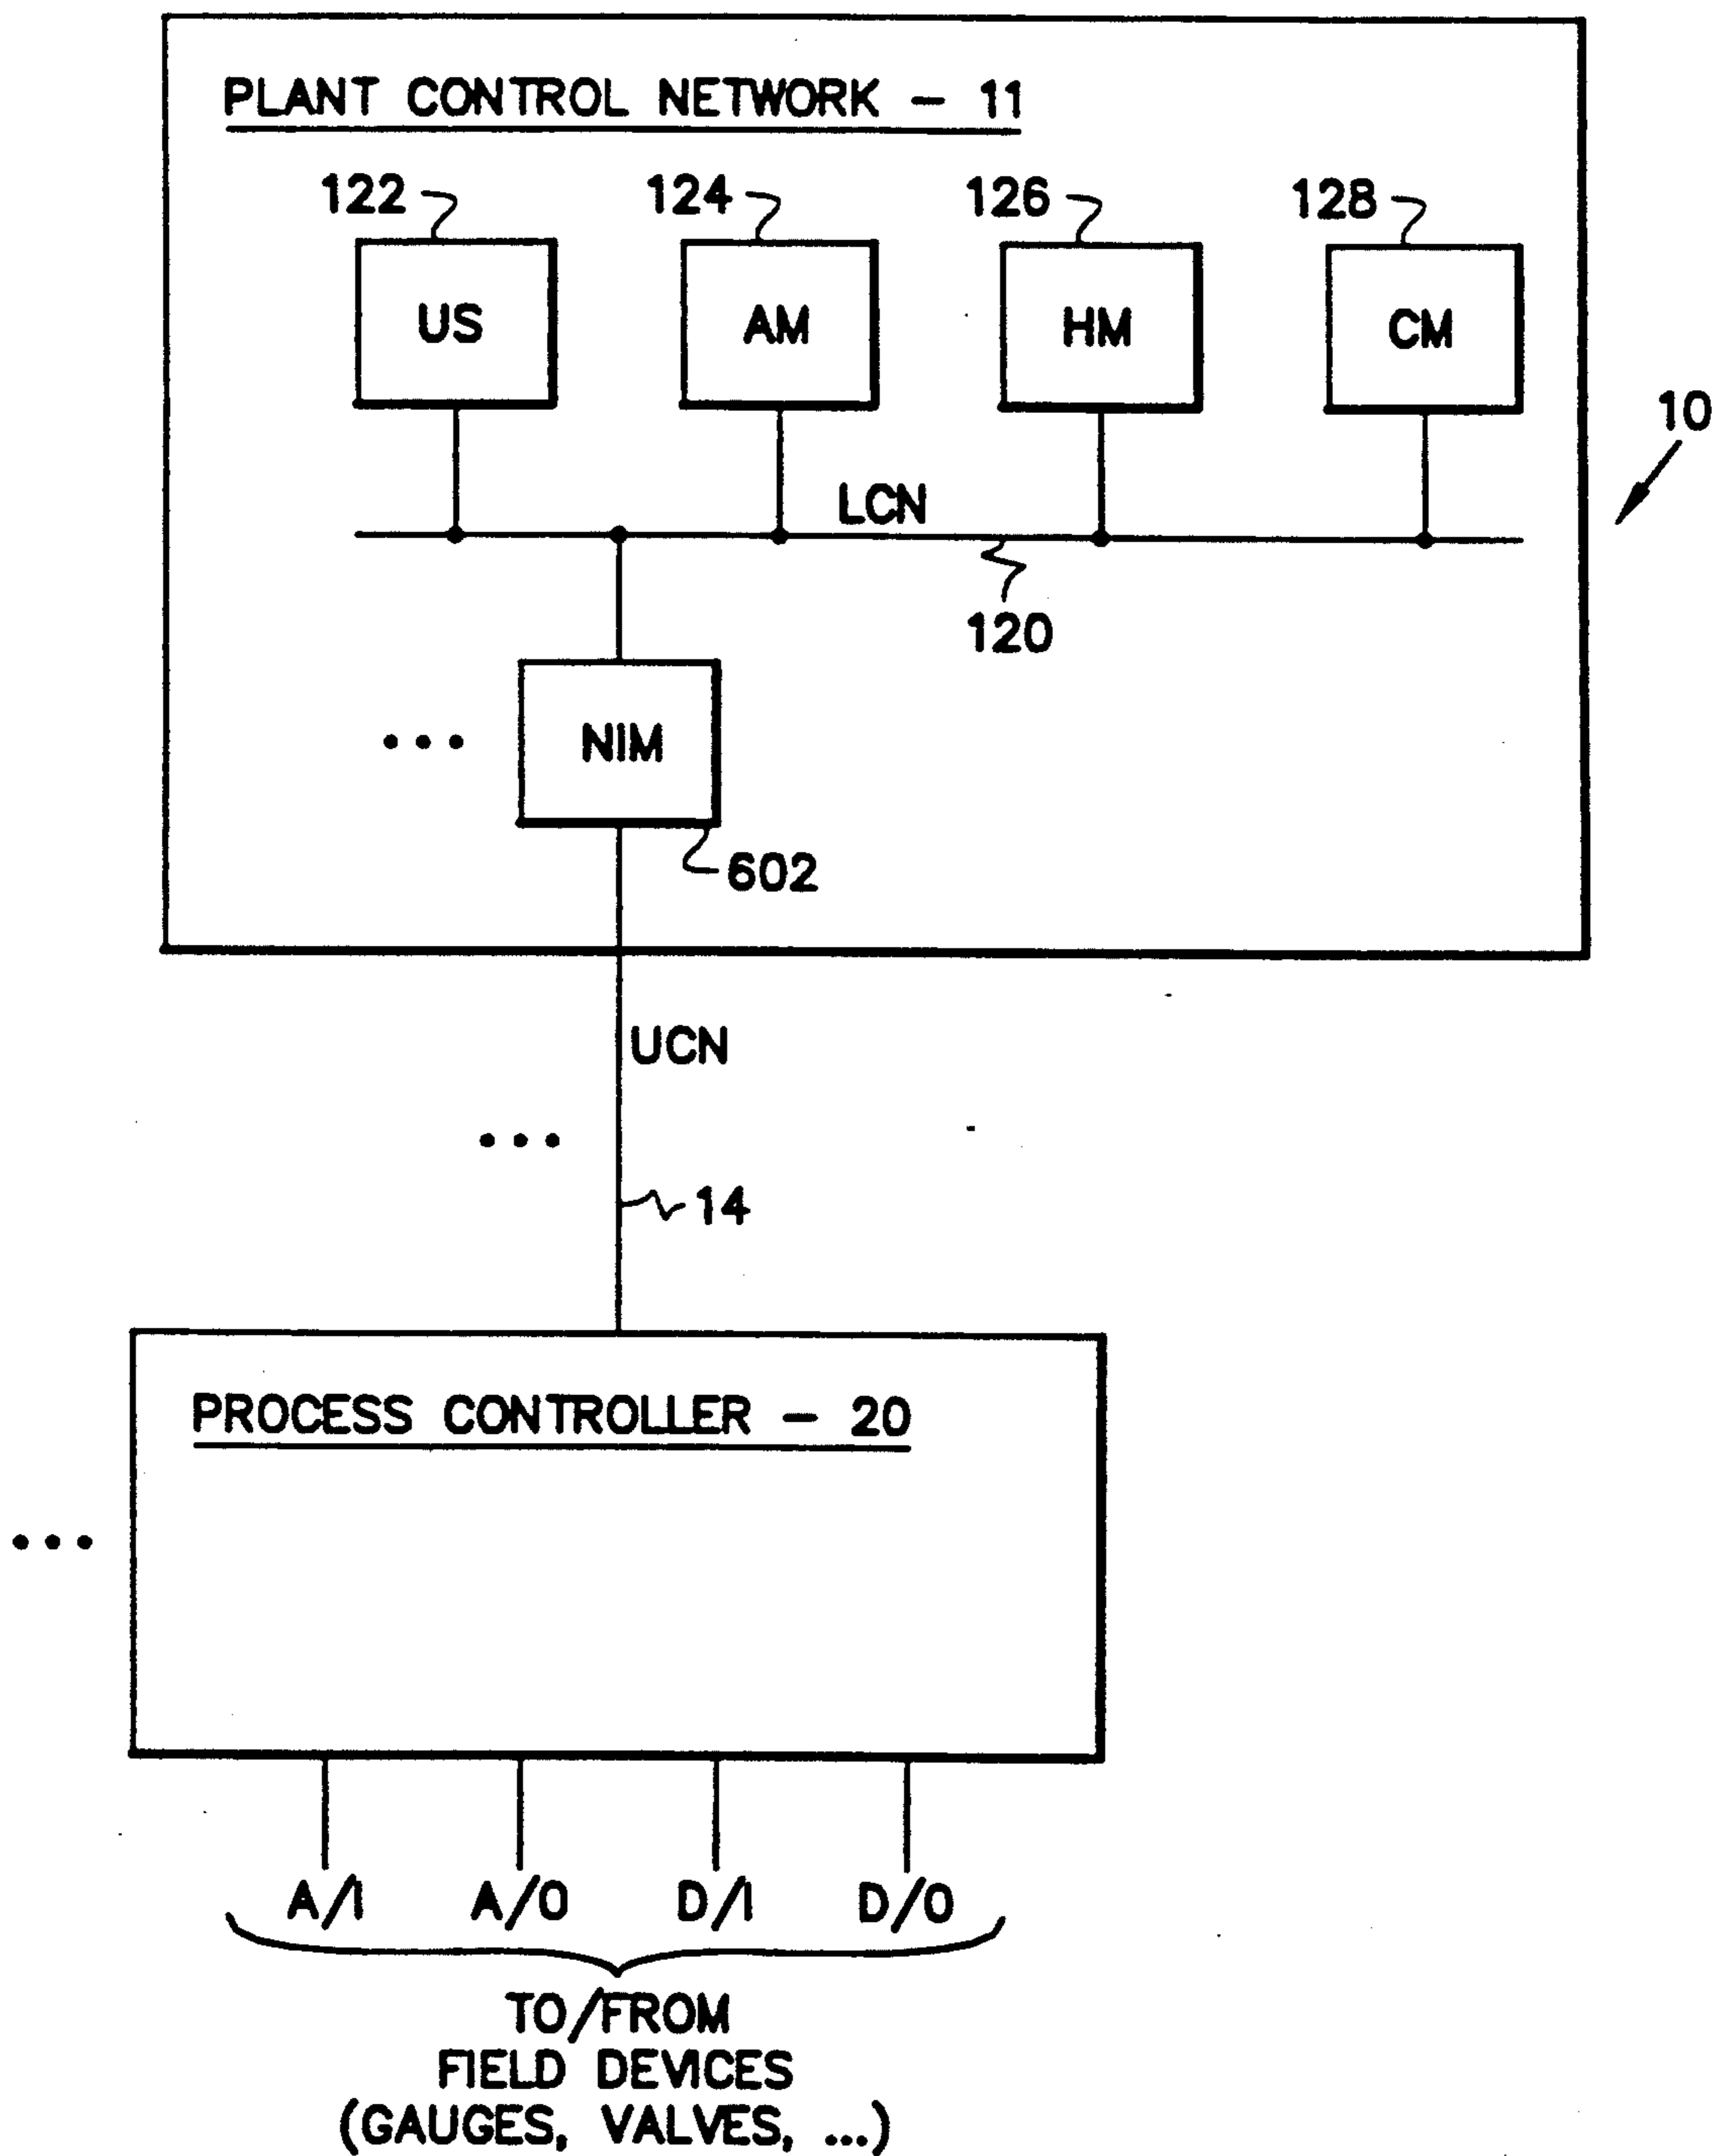 PLANT CONTROL NETWORK - 11
122 124 126 128
US AM HM CM
10
LCN
120
... NIM
602
UCN
...
14
PROCESS CONTROLLER - 20
...
A/I A/O D/I D/O
TO/FROM
FIELD DEVICES
(GAUGES, VALVES, ...)